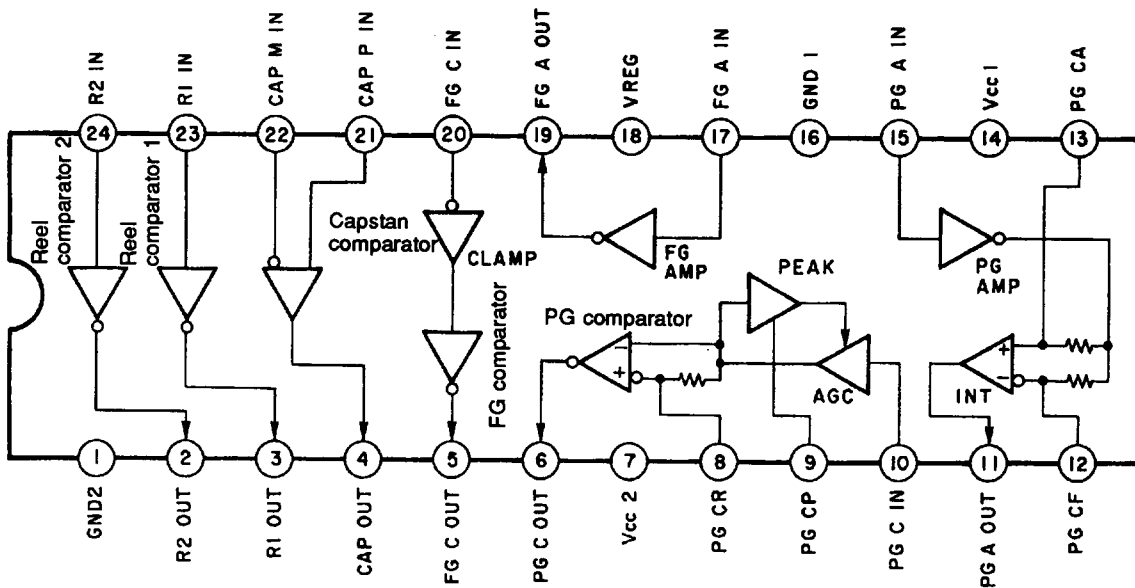 R2 IN
R1 IN
CAP M IN
CAP P IN
FG C IN
FG A OUT
VREG
FG A IN
GND 1
PG A IN
Vcc 1
PG CA
24
23
22
21
20
19
18
17
16
15
14
13
Reel
comparator 2
Reel
comparator 1
Capstan
comparator
CLAMP
FG
AMP
PG
AMP
PEAK
PG comparator
FG comparator
AGC
INT
−
+
+
−
1
2
3
4
5
6
7
8
9
10
11
12
GND2
R2 OUT
R1 OUT
CAP OUT
FG C OUT
PG C OUT
Vcc 2
PG CR
PG CP
PG C IN
PG A OUT
PG CF